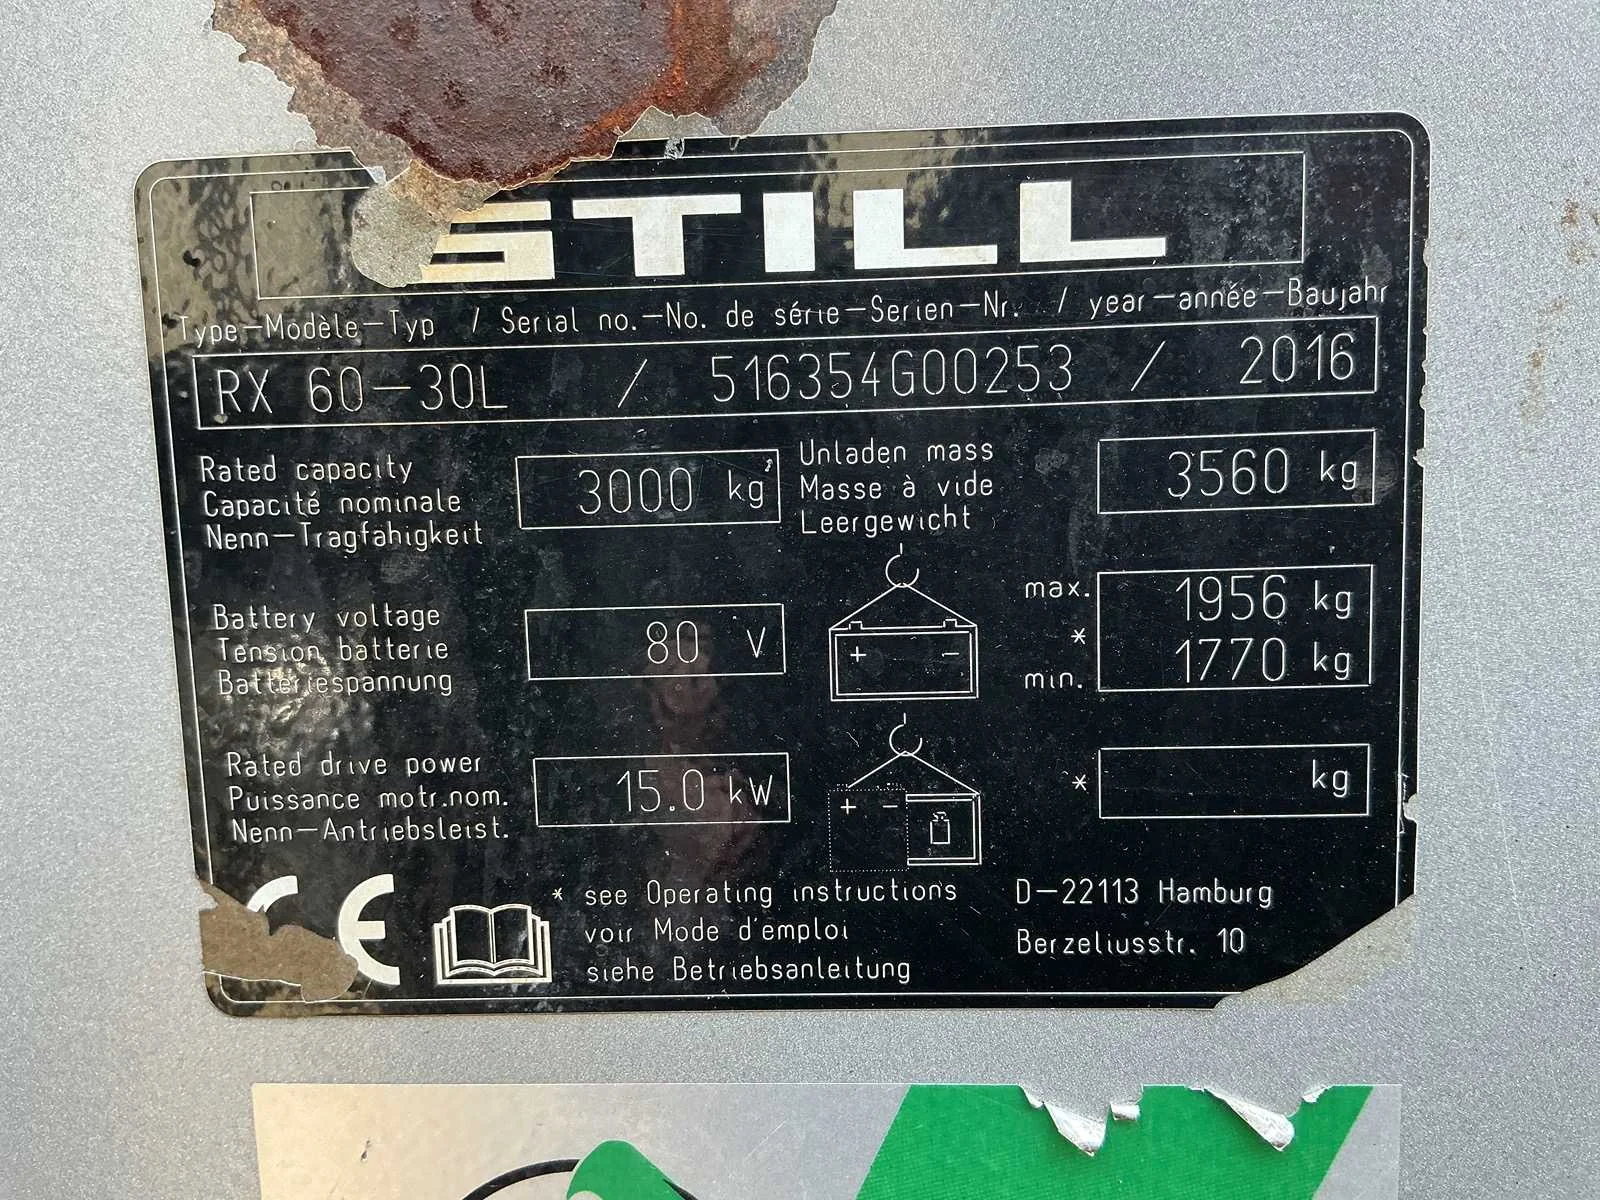 STILL
Type–Modèle–Typ / Serial no.–No. de série–Serien–Nr. / year–année–Baujahr
RX 60–30L / 516354G00253 / 2016
Rated capacity
Capacité nominale
Nenn–Tragfähigkeit
3000 kg
Unladen mass
Masse à vide
Leergewicht
3560 kg
Battery voltage
Tension batterie
Batteriespannung
80 V
+ –
max.
*
min.
1956 kg
1770 kg
Rated drive power
Puissance motr.nom.
Nenn–Antriebsleist.
15.0 kW
+ –
*
kg
CE
* see Operating instructions
voir Mode d'emploi
siehe Betriebsanleitung
D–22113 Hamburg
Berzeliusstr. 10